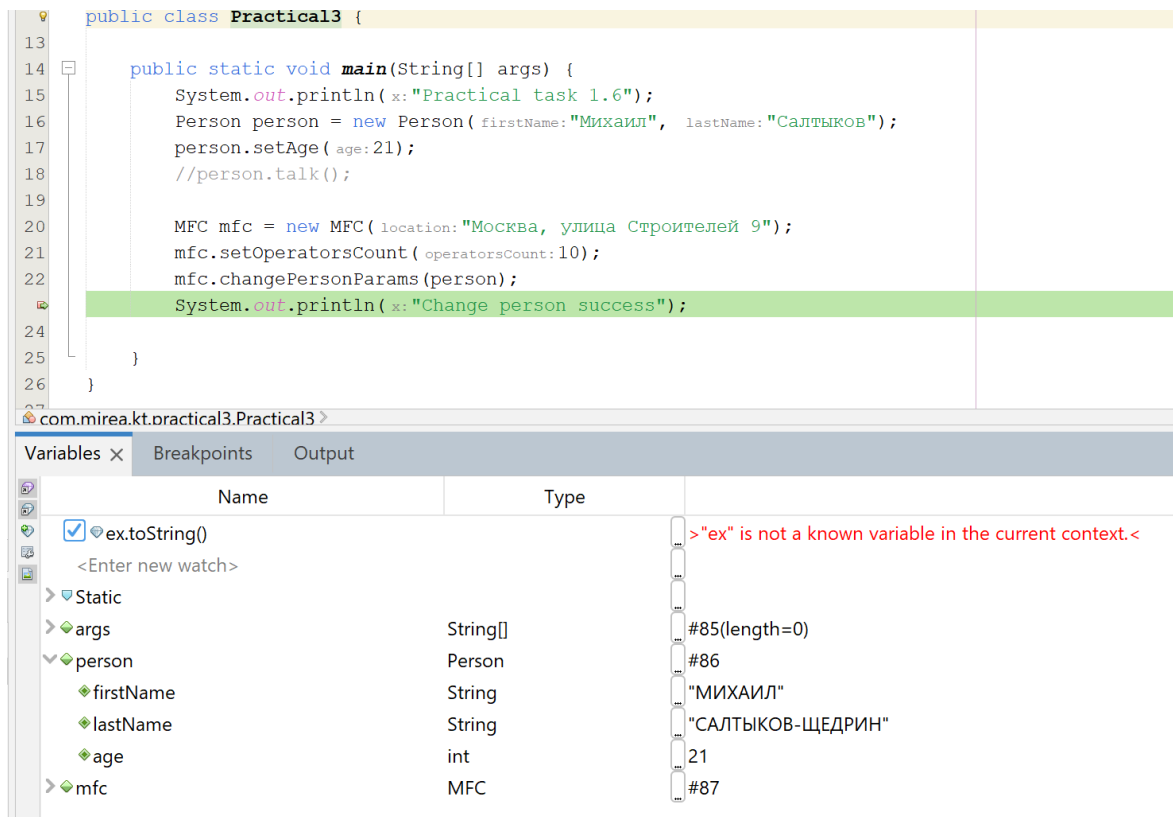 public class Practical3 {
13
14 public static void main(String[] args) {
15 System.out.println( x:"Practical task 1.6");
16 Person person = new Person( firstName:"Михаил", lastName:"Салтыков");
17 person.setAge( age:21);
18 //person.talk();
19
20 MFC mfc = new MFC( location:"Москва, улица Строителей 9");
21 mfc.setOperatorsCount( operatorsCount:10);
22 mfc.changePersonParams(person);
System.out.println( x:"Change person success");
24
25 }
26 }
27
com.mirea.kt.practical3.Practical3
Variables Breakpoints Output
Name Type
ex.toString() >"ex" is not a known variable in the current context.<
<Enter new watch>
Static
args String[] #85(length=0)
person Person #86
firstName String "МИХАИЛ"
lastName String "САЛТЫКОВ-ЩЕДРИН"
age int 21
mfc MFC #87